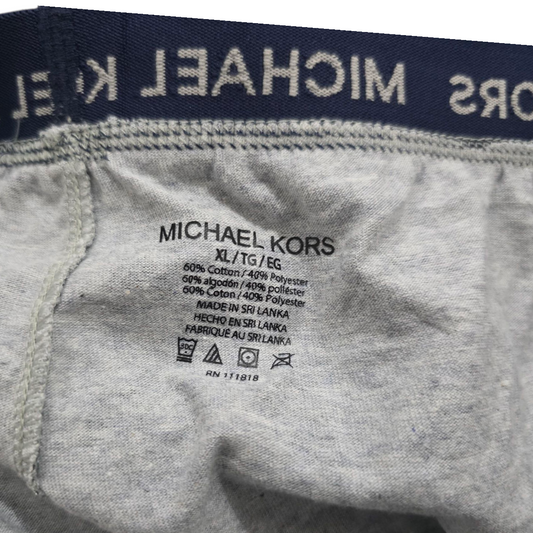 MICHAEL KORS
MICHAEL KORS
XL / TG / EG
60% Cotton / 40% Polyester
60% algodón / 40% poliéster
60% Coton / 40% Polyester
MADE IN SRI LANKA
HECHO EN SRI LANKA
FABRIQUÉ AU SRI LANKA
RN 111818